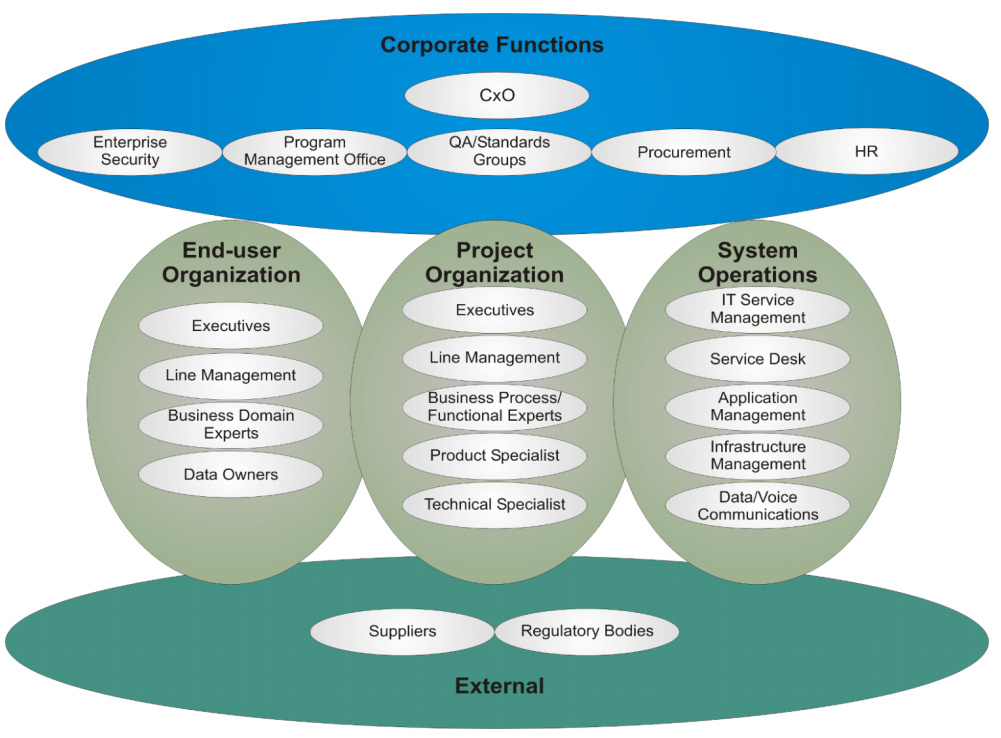 Corporate Functions
CxO
Enterprise
Security
Program
Management Office
QA/Standards
Groups
Procurement
HR
End-user
Organization
Executives
Line Management
Business Domain
Experts
Data Owners
Project
Organization
Executives
Line Management
Business Process/
Functional Experts
Product Specialist
Technical Specialist
System
Operations
IT Service
Management
Service Desk
Application
Management
Infrastructure
Management
Data/Voice
Communications
Suppliers
Regulatory Bodies
External